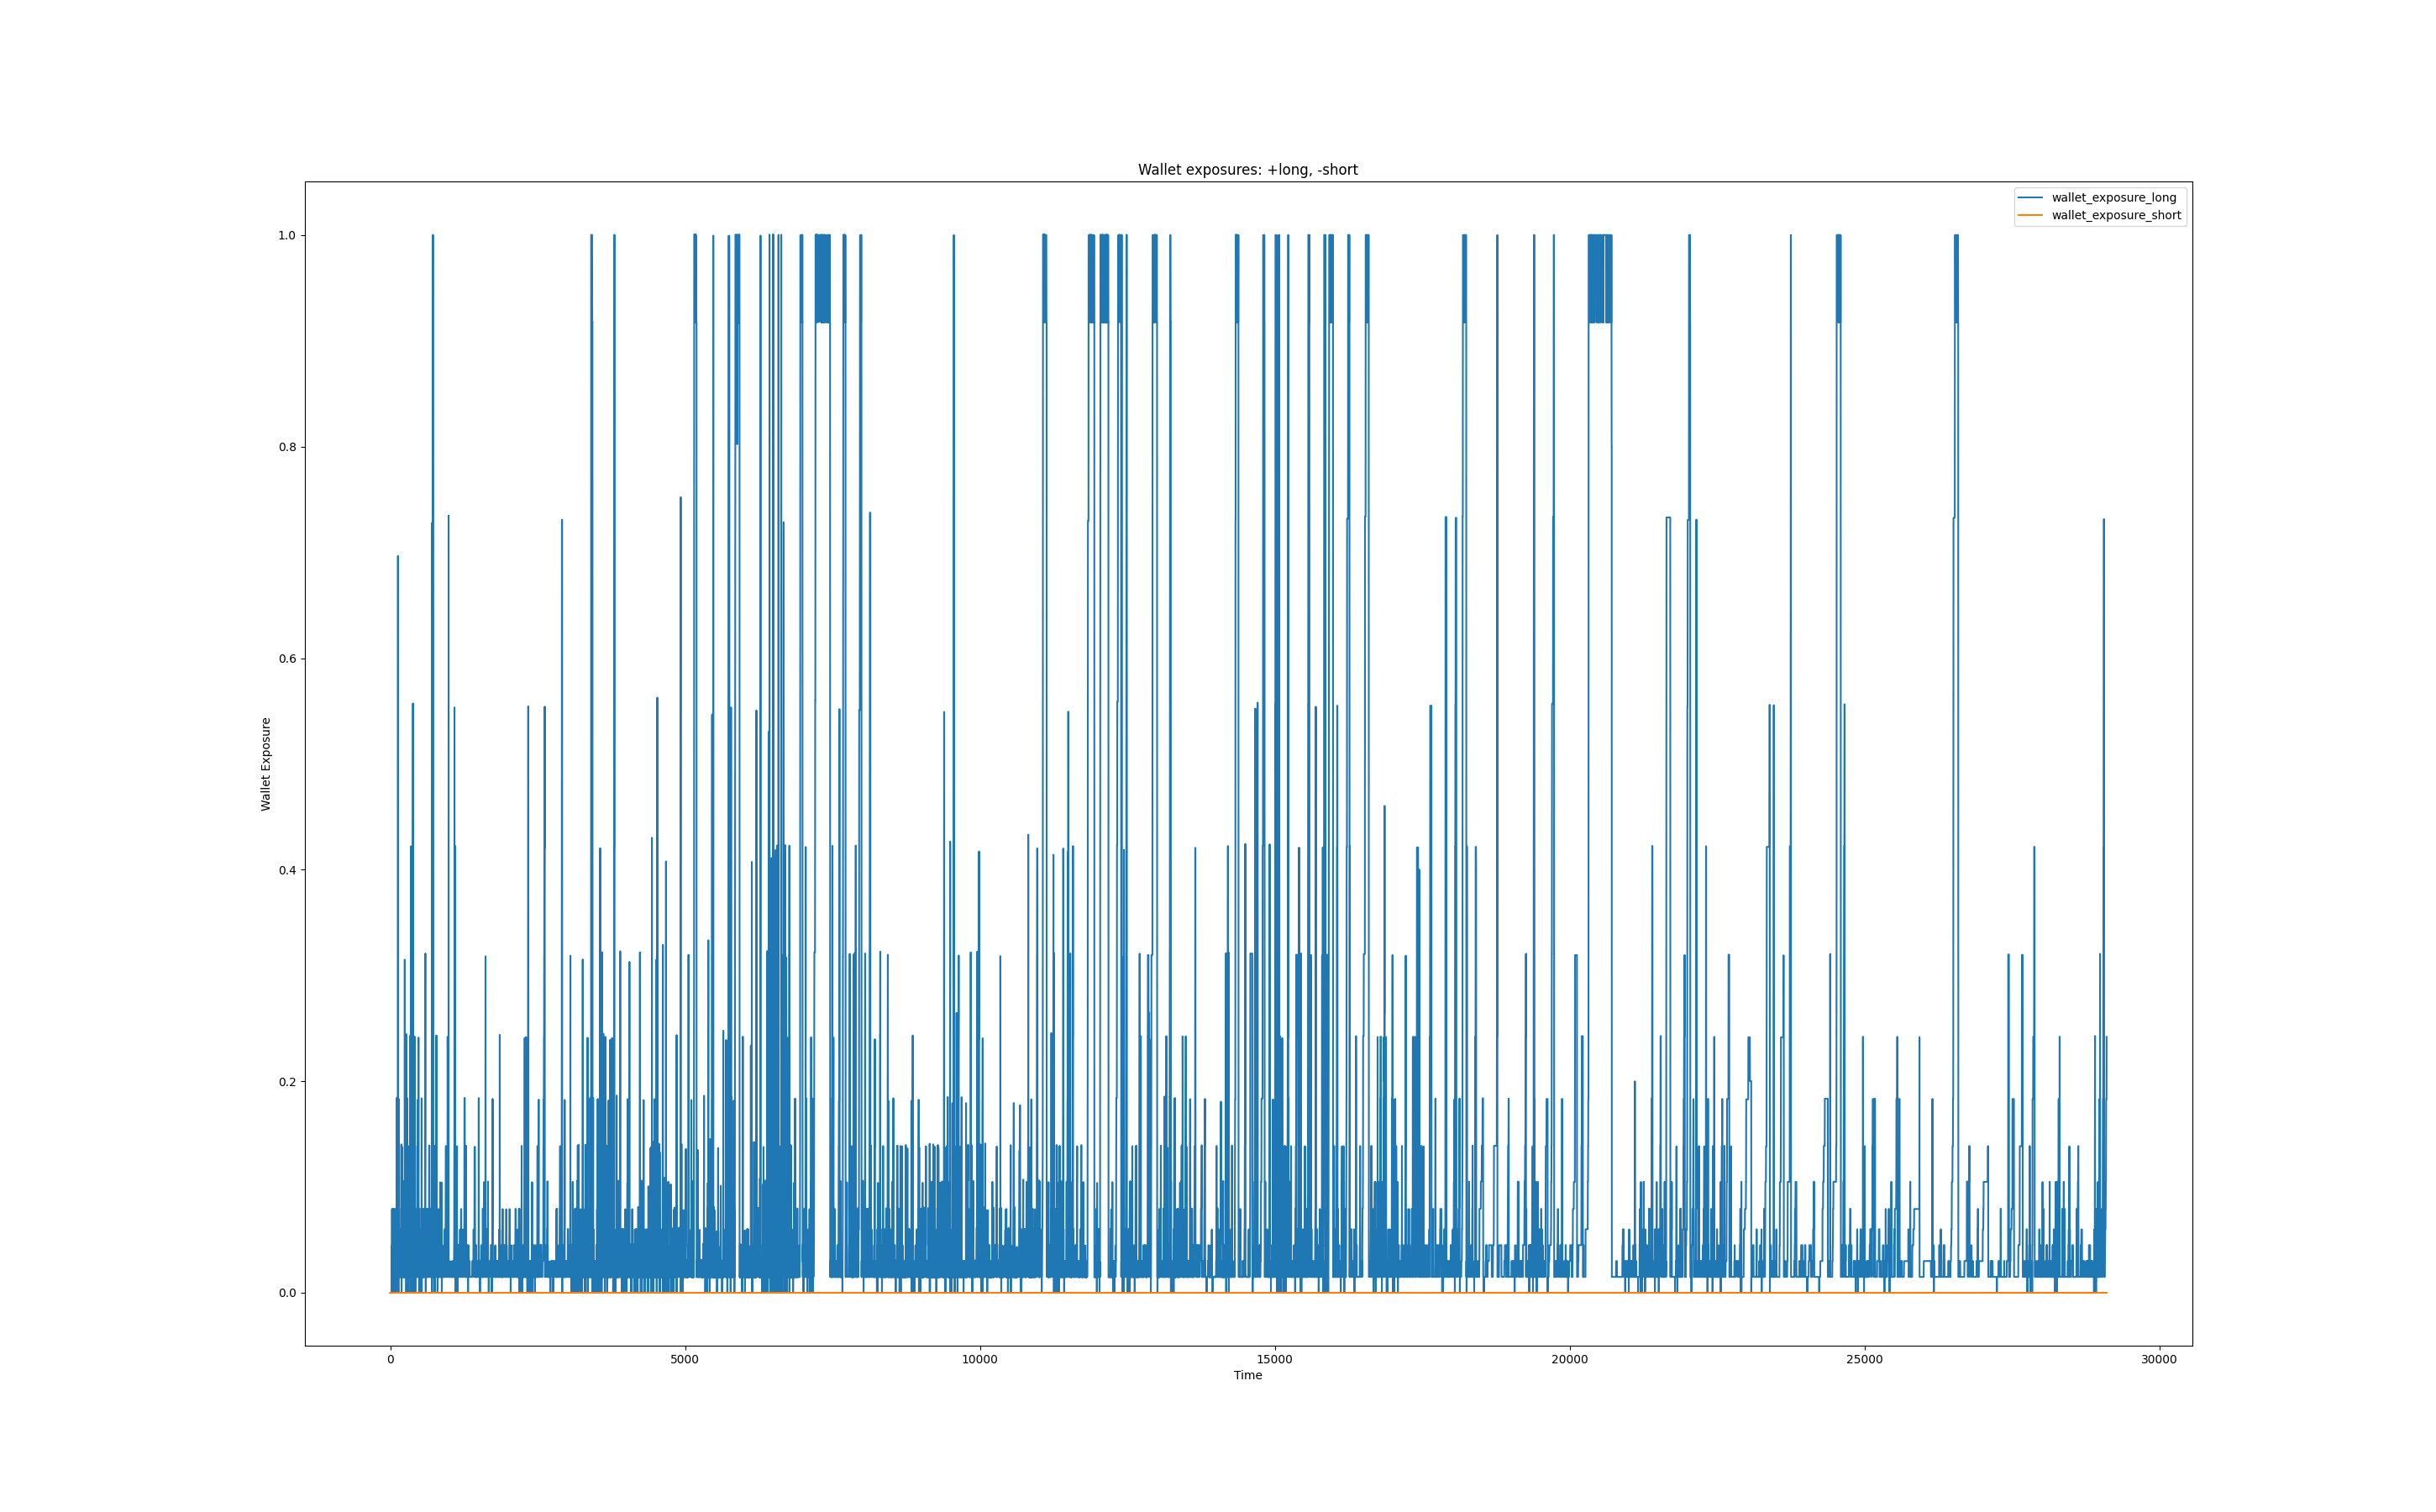 Wallet exposures: +long, -short
wallet_exposure_long
wallet_exposure_short
1.0
0.8
0.6
0.4
0.2
0.0
Wallet Exposure
0
5000
10000
15000
20000
25000
30000
Time